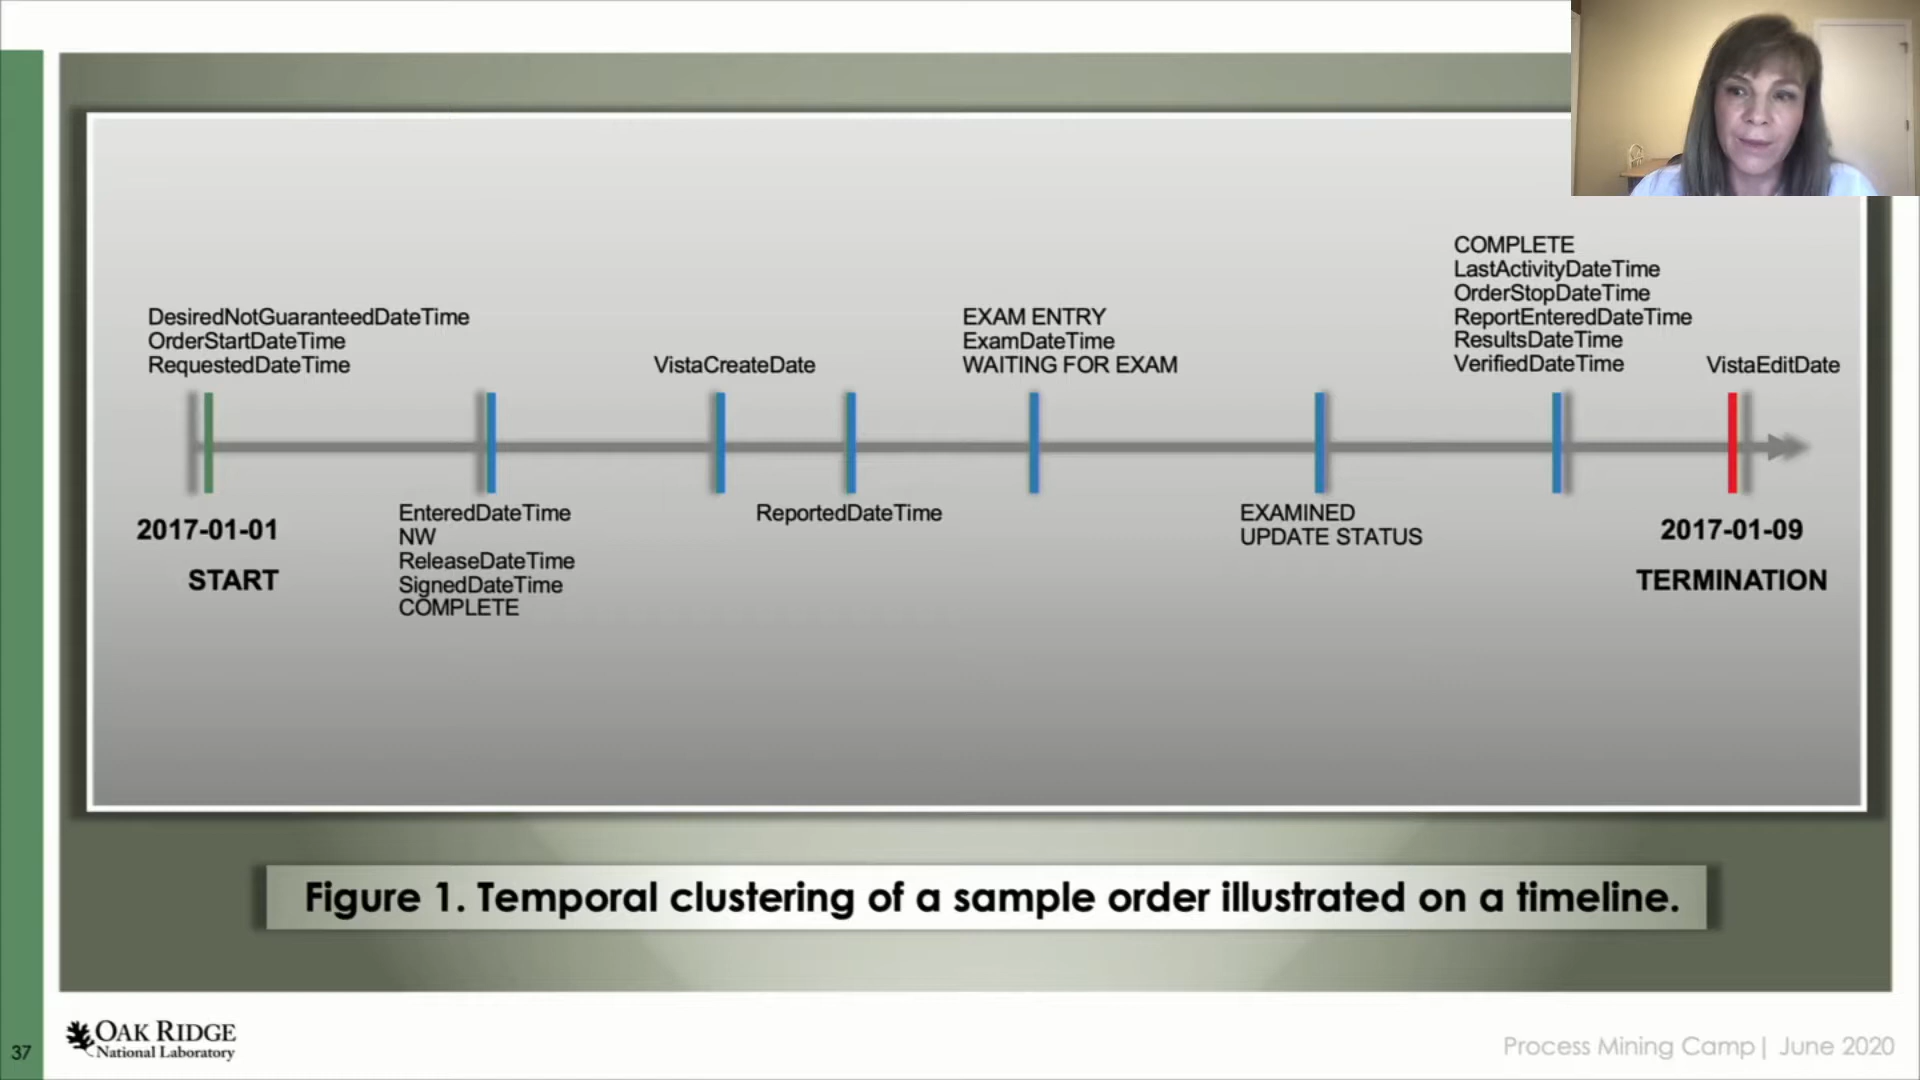 DesiredNotGuaranteedDateTime
OrderStartDateTime
RequestedDateTime
VistaCreateDate
EXAM ENTRY
ExamDateTime
WAITING FOR EXAM
COMPLETE
LastActivityDateTime
OrderStopDateTime
ReportEnteredDateTime
ResultsDateTime
VerifiedDateTime
VistaEditDate
2017-01-01
START
EnteredDateTime
NW
ReleaseDateTime
SignedDateTime
COMPLETE
ReportedDateTime
EXAMINED
UPDATE STATUS
2017-01-09
TERMINATION
Figure 1. Temporal clustering of a sample order illustrated on a timeline.
37
OAK RIDGE
National Laboratory
Process Mining Camp| June 2020